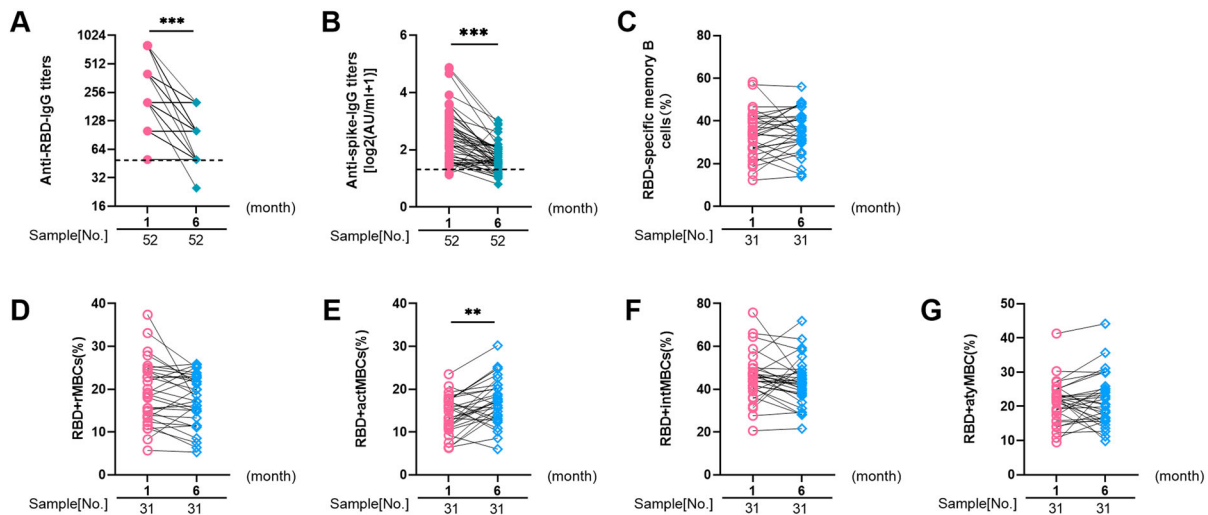 A
Anti-RBD-IgG titers
1024
512
256
128
64
32
16
***
1
6
(month)
Sample[No.]
52
52
B
Anti-spike-IgG titers
[log2(AU/ml+1)]
6
4
2
0
***
1
6
(month)
Sample[No.]
52
52
C
RBD-specific memory B
cells(%)
80
60
40
20
0
1
6
(month)
Sample[No.]
31
31
D
RBD+rMBCs(%)
40
30
20
10
0
1
6
(month)
Sample[No.]
31
31
E
RBD+actMBCs(%)
40
30
20
10
0
**
1
6
(month)
Sample[No.]
31
31
F
RBD+intMBCs(%)
80
60
40
20
0
1
6
(month)
Sample[No.]
31
31
G
RBD+atyMBC(%)
50
40
30
20
10
0
1
6
(month)
Sample[No.]
31
31